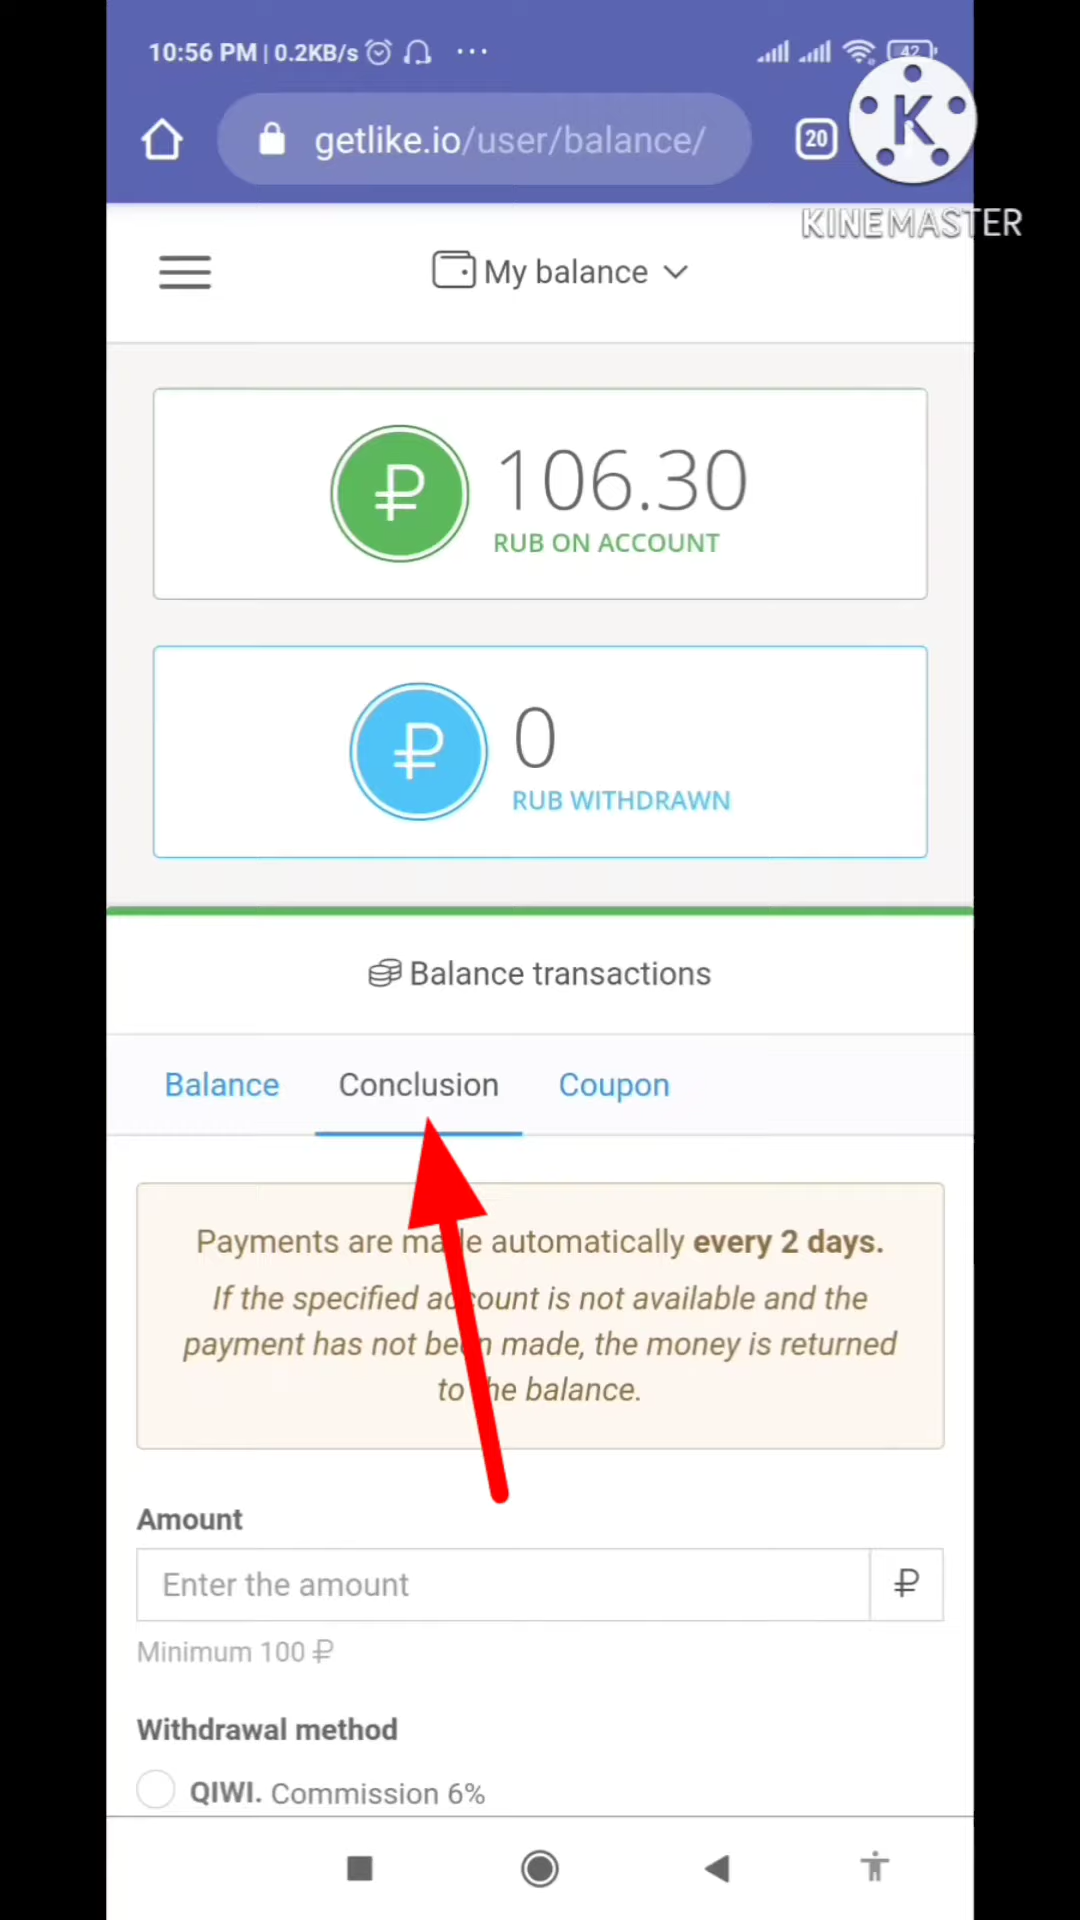 10:56 PM | 0.2KB/s ...
42
getlike.io/user/balance/
20
K
KINEMASTER
My balance
₽ 106.30
RUB ON ACCOUNT
₽ 0
RUB WITHDRAWN
Balance transactions
Balance Conclusion Coupon
Payments are made automatically every 2 days.
If the specified account is not available and the
payment has not been made, the money is returned
to the balance.
Amount
Enter the amount ₽
Minimum 100 ₽
Withdrawal method
QIWI. Commission 6%